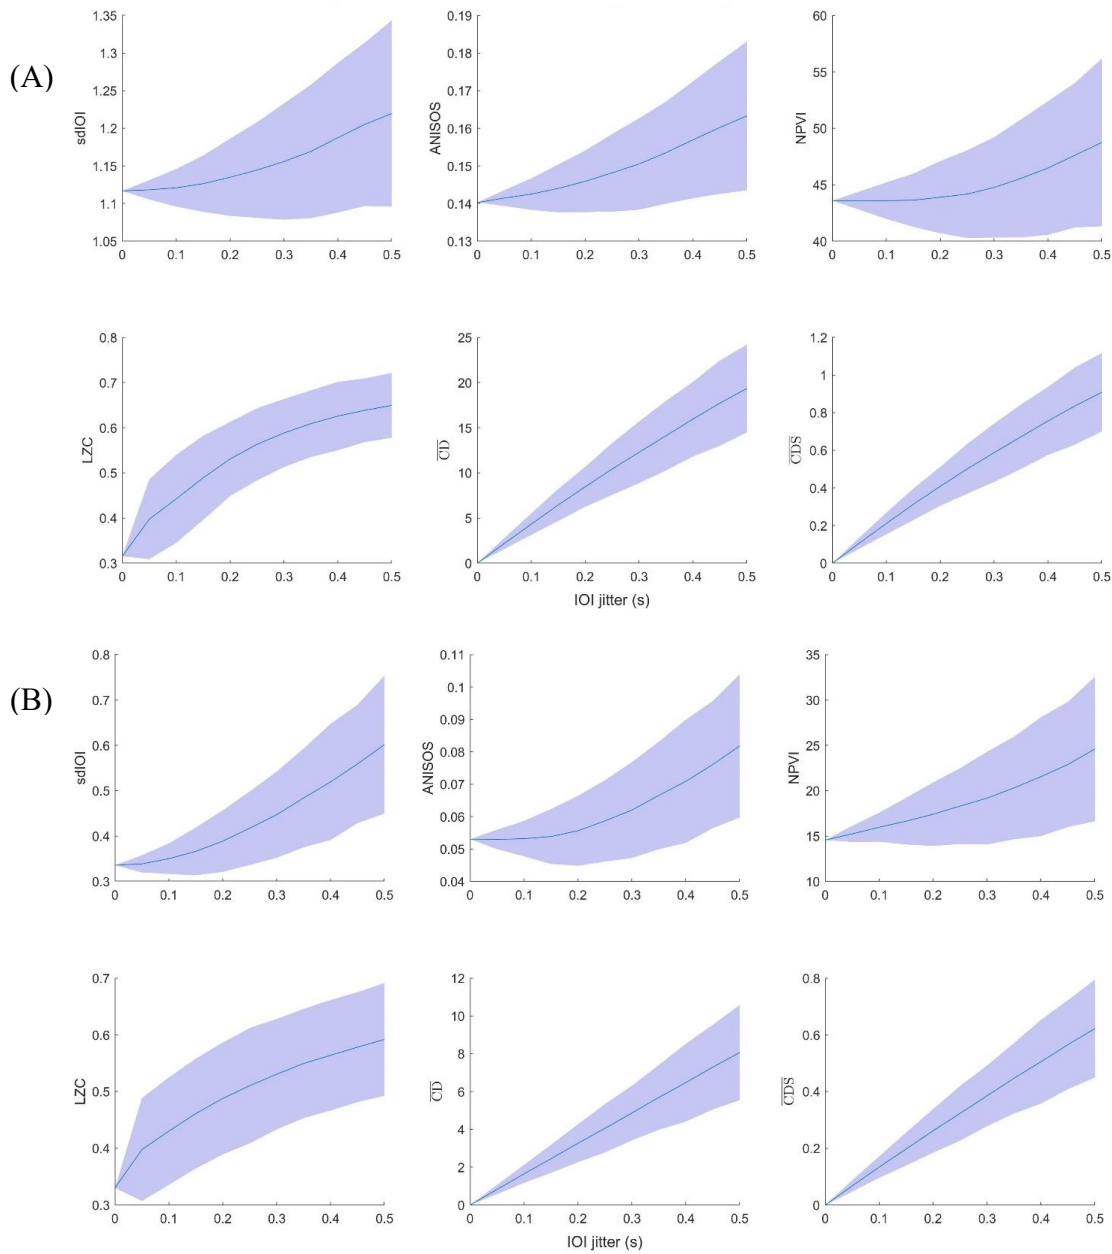 (A)
sdIOI
1.35
1.3
1.25
1.2
1.15
1.1
1.05
0 0.1 0.2 0.3 0.4 0.5
ANISOS
0.19
0.18
0.17
0.16
0.15
0.14
0.13
0 0.1 0.2 0.3 0.4 0.5
NPVI
60
55
50
45
40
0 0.1 0.2 0.3 0.4 0.5
LZC
0.8
0.7
0.6
0.5
0.4
0.3
0 0.1 0.2 0.3 0.4 0.5
CD
25
20
15
10
5
0
0 0.1 0.2 0.3 0.4 0.5
IOI jitter (s)
CDS
1.2
1
0.8
0.6
0.4
0.2
0
0 0.1 0.2 0.3 0.4 0.5
(B)
sdIOI
0.8
0.7
0.6
0.5
0.4
0.3
0 0.1 0.2 0.3 0.4 0.5
ANISOS
0.11
0.1
0.09
0.08
0.07
0.06
0.05
0.04
0 0.1 0.2 0.3 0.4 0.5
NPVI
35
30
25
20
15
10
0 0.1 0.2 0.3 0.4 0.5
LZC
0.7
0.6
0.5
0.4
0.3
0 0.1 0.2 0.3 0.4 0.5
CD
12
10
8
6
4
2
0
0 0.1 0.2 0.3 0.4 0.5
IOI jitter (s)
CDS
0.8
0.6
0.4
0.2
0
0 0.1 0.2 0.3 0.4 0.5